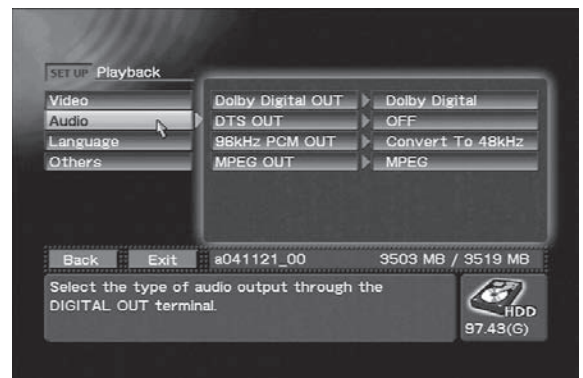 SET UP Playback
Video
Audio
Language
Others
Dolby Digital OUT Dolby Digital
DTS OUT OFF
96kHz PCM OUT Convert To 48kHz
MPEG OUT MPEG
Back Exit a041121_00 9503 MB / 9519 MB
Select the type of audio output through the
DIGITAL OUT terminal.
HDD
97.43(G)